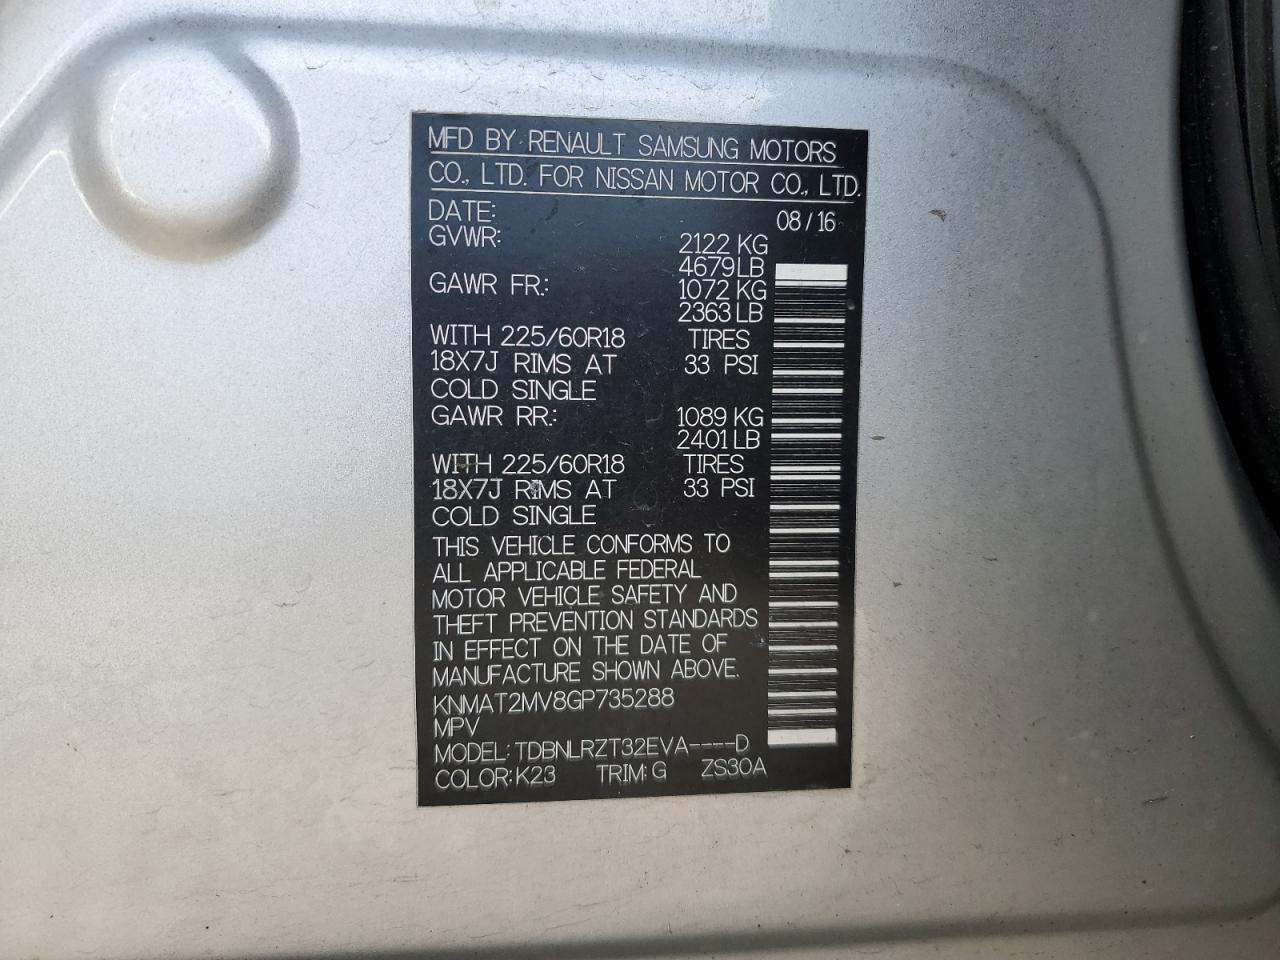 MFD BY RENAULT SAMSUNG MOTORS
CO., LTD. FOR NISSAN MOTOR CO., LTD.
DATE: 08/16
GVWR: 2122 KG
4679LB
GAWR FR.: 1072 KG
2363 LB
WITH 225/60R18 TIRES
18X7J RIMS AT 33 PSI
COLD SINGLE
GAWR RR.: 1089 KG
2401 LB
WITH 225/60R18 TIRES
18X7J RIMS AT 33 PSI
COLD SINGLE
THIS VEHICLE CONFORMS TO
ALL APPLICABLE FEDERAL
MOTOR VEHICLE SAFETY AND
THEFT PREVENTION STANDARDS
IN EFFECT ON THE DATE OF
MANUFACTURE SHOWN ABOVE.
KNMAT2MV8GP735288
MPV
MODEL: TDBNLRZT32EVA----D
COLOR: K23 TRIM: G ZS30A